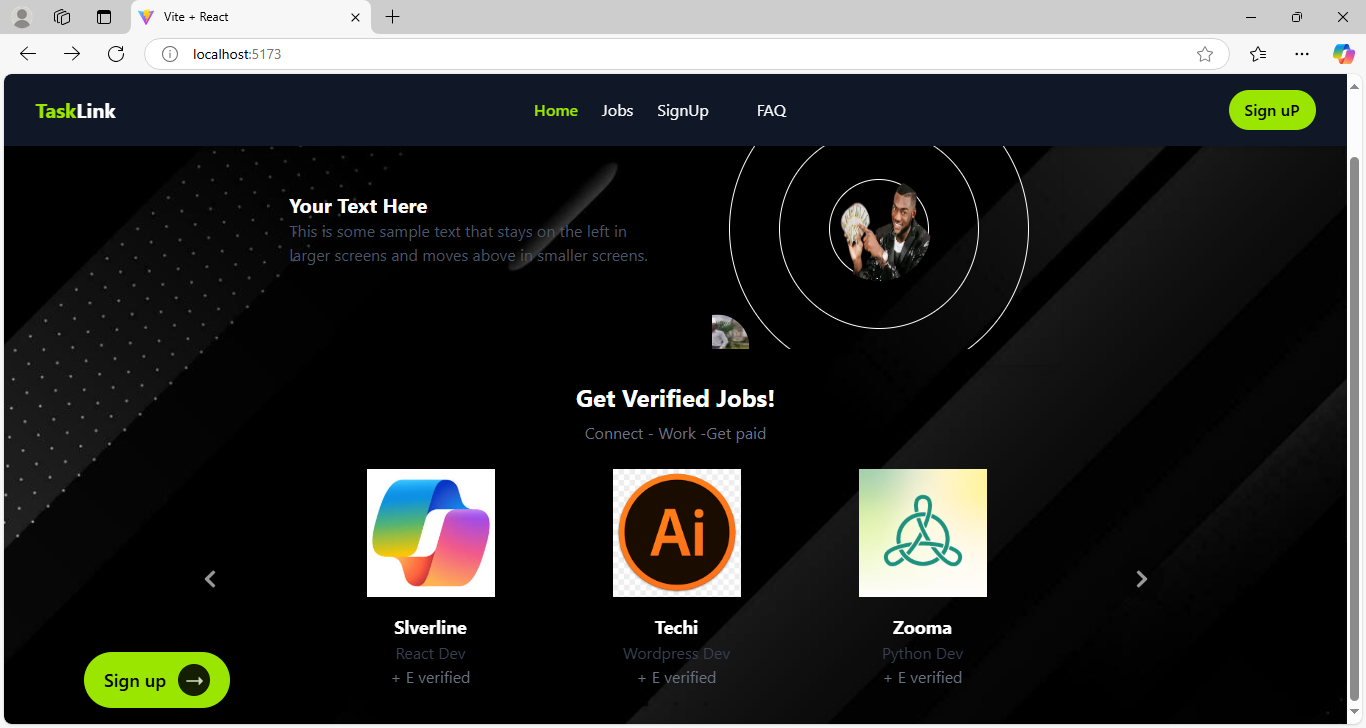 Vite + React
localhost:5173
TaskLink
Home Jobs SignUp FAQ
Sign uP
Your Text Here
This is some sample text that stays on the left in
larger screens and moves above in smaller screens.
Get Verified Jobs!
Connect - Work -Get paid
Ai
Slverline Techi Zooma
React Dev Wordpress Dev Python Dev
+ E verified + E verified + E verified
Sign up